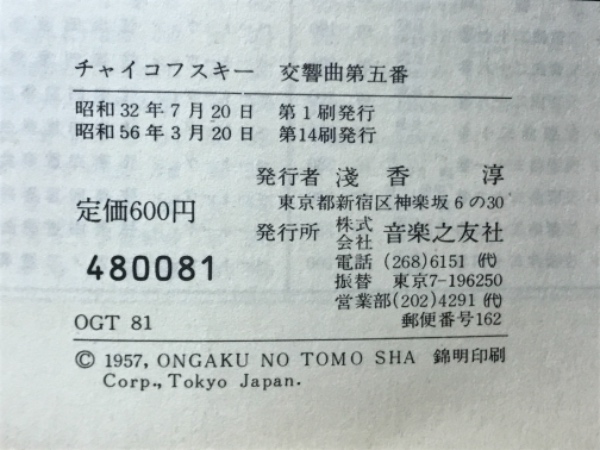 チャイコフスキー 交響曲第五番
昭和32年7月20日 第1刷発行
昭和56年3月20日 第14刷発行
発行者 淺香 淳
東京都新宿区神楽坂6の30
定価600円
発行所 株式会社 音楽之友社
480081
電話 (268)6151 (代)
振替 東京7-196250
営業部(202)4291 (代)
OGT 81
郵便番号162
© 1957, ONGAKU NO TOMO SHA 錦明印刷
Corp., Tokyo Japan.